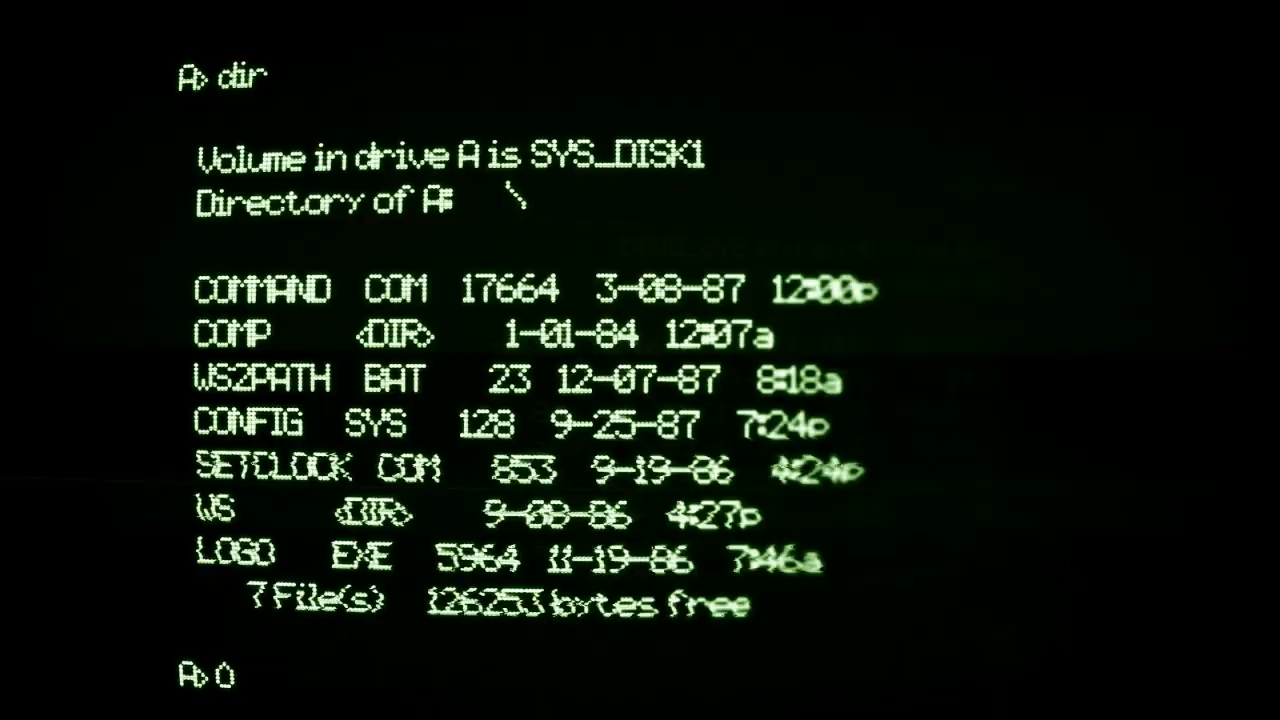 A> dir
Volume in drive A is SYS_DISK1
Directory of A: \
COMMAND COM 17664 3-08-87 12:00p
COMP <DIR> 1-01-84 12:07a
WS2PATH BAT 23 12-07-87 8:18a
CONFIG SYS 128 9-25-87 7:24p
SETCLOCK COM 853 9-19-86 4:24p
WS <DIR> 9-08-86 4:27p
LOGO EXE 5964 11-19-86 7:46a
7 File(s) 126253 bytes free
A>